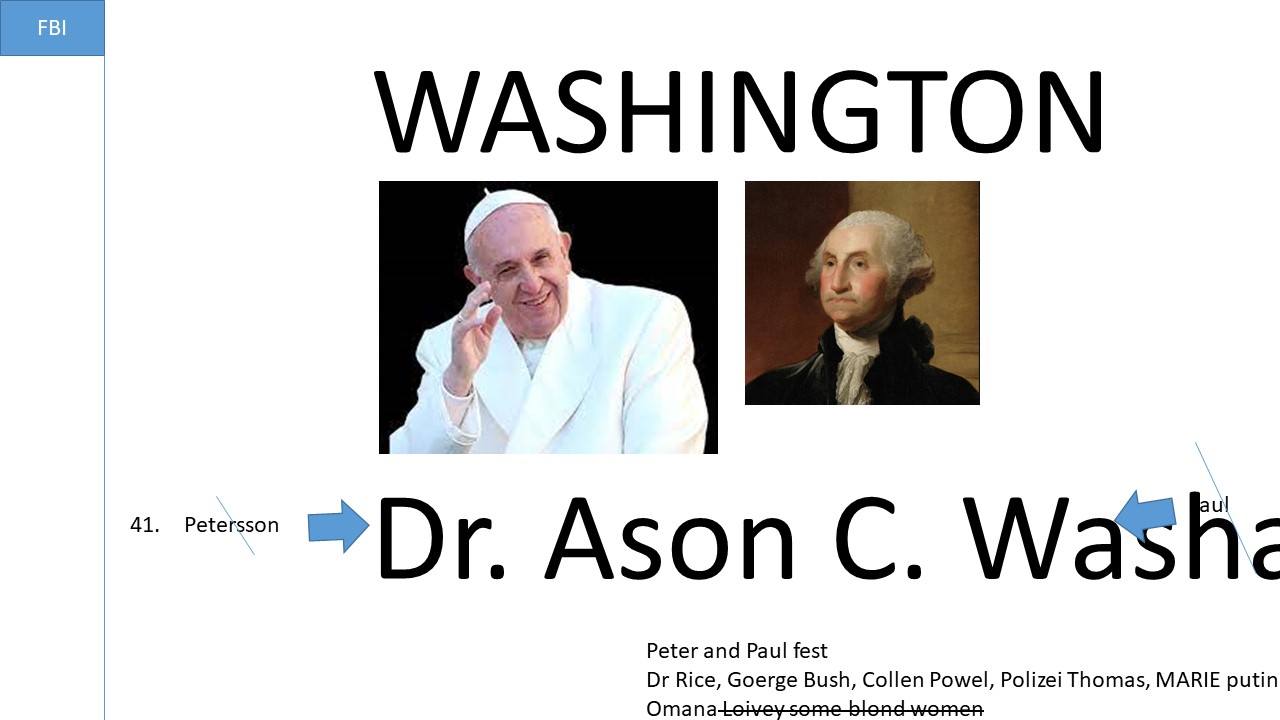 FBI
WASHINGTON
41. Petersson
Dr. Ason C. Washa
aul
Peter and Paul fest
Dr Rice, Goerge Bush, Collen Powel, Polizei Thomas, MARIE putin
Omana Loivey some blond women